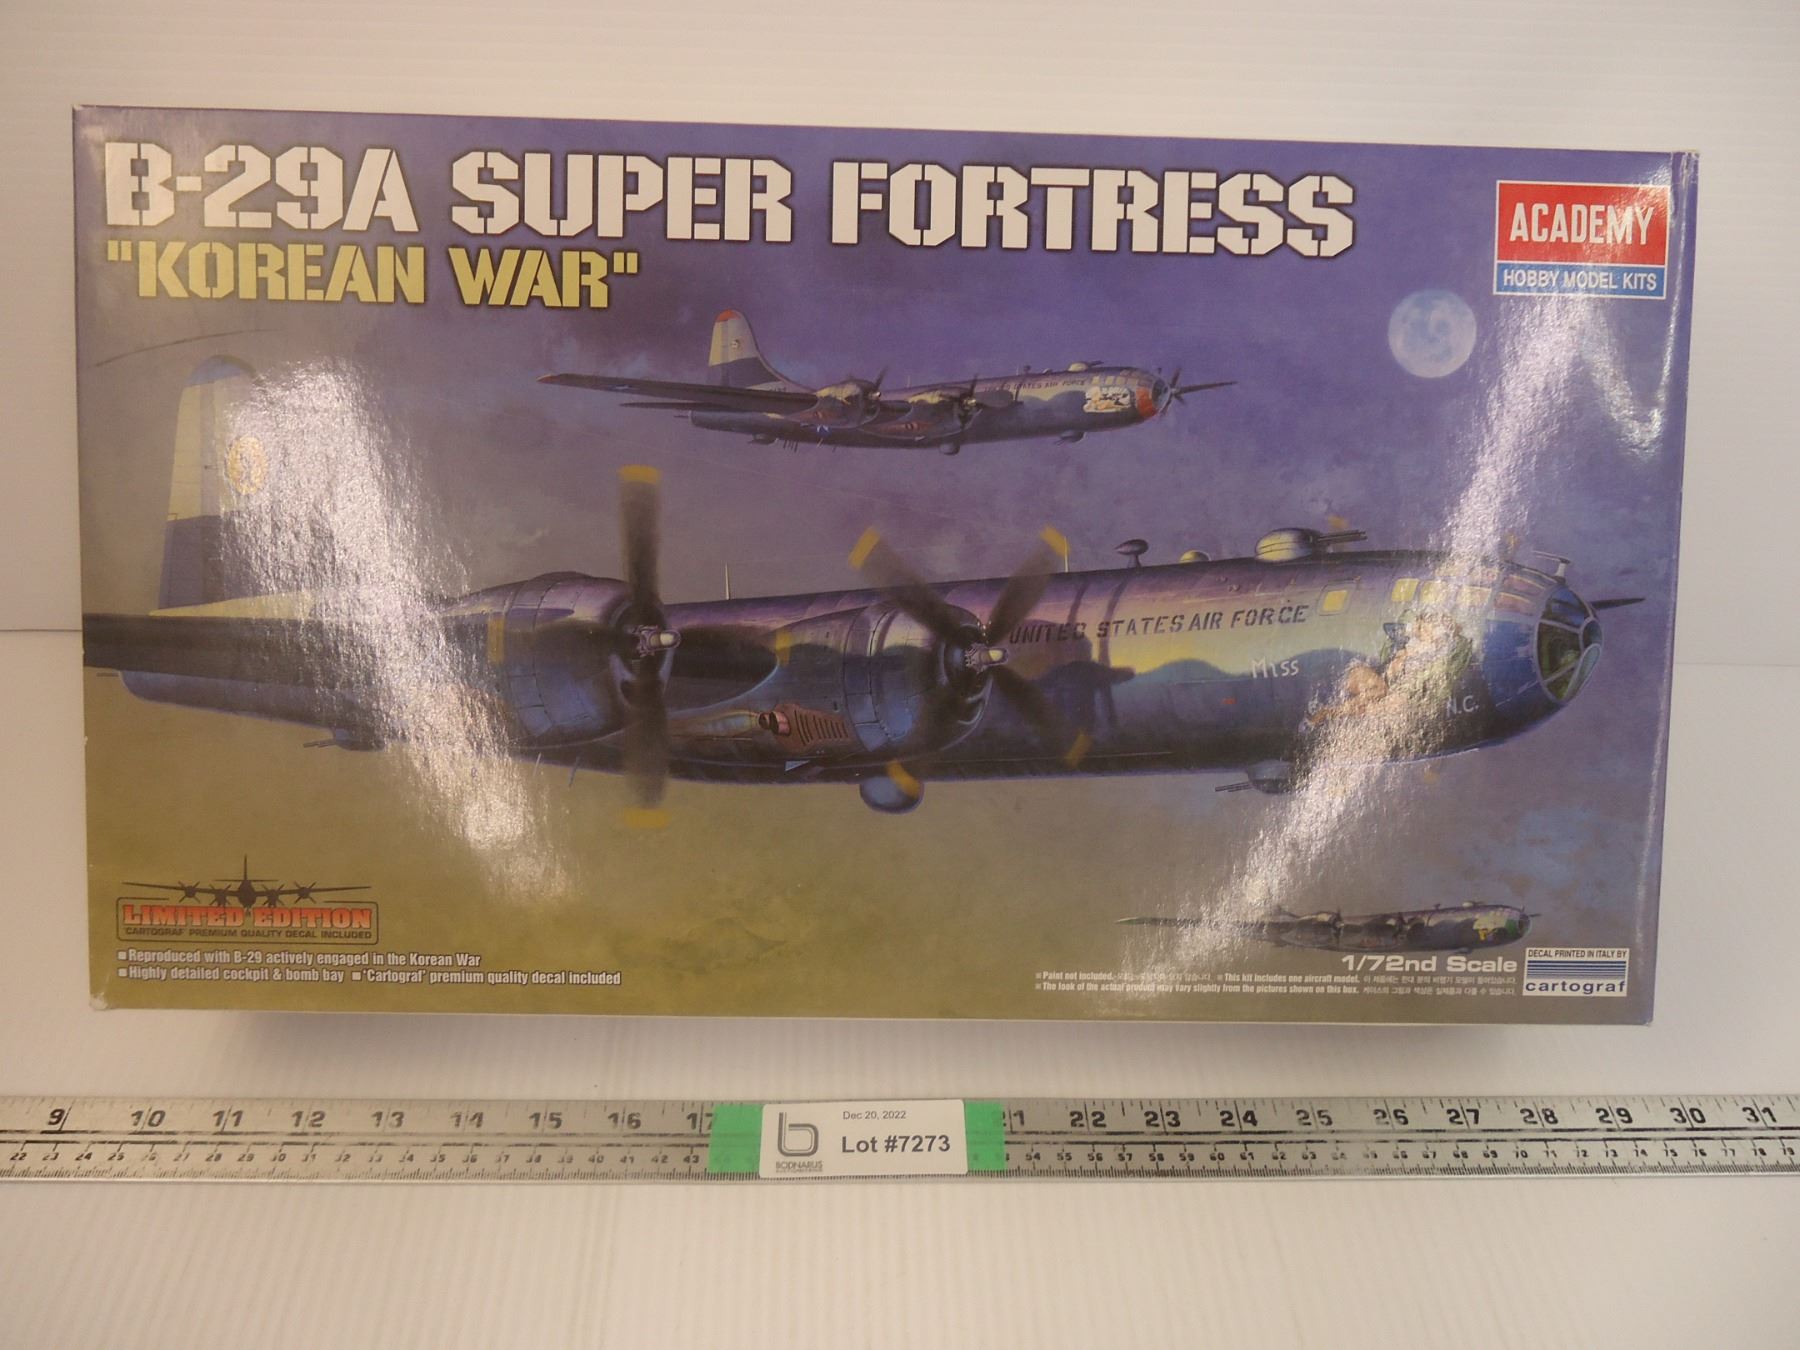 B-29A SUPER FORTRESS
"KOREAN WAR"
ACADEMY
HOBBY MODEL KITS
STATES AIR FORCE
UNITED STATES AIR FORCE
Miss
N.C.
LIMITED EDITION
'CARTOGRAF' PREMIUM QUALITY DECAL INCLUDED
■Reproduced with B-29 actively engaged in the Korean War
■Highly detailed cockpit & bomb bay ■'Cartograf' premium quality decal included
1/72nd Scale
■Paint not included. ■This kit includes one aircraft model.
■The look of the actual product may vary slightly from the pictures shown on this box.
DECAL PRINTED IN ITALY BY
cartograf
9 10 11 12 13 14 15 16 17 21 22 23 24 25 26 27 28 29 30 31
Dec 20, 2022
Lot #7273
BODNARUS